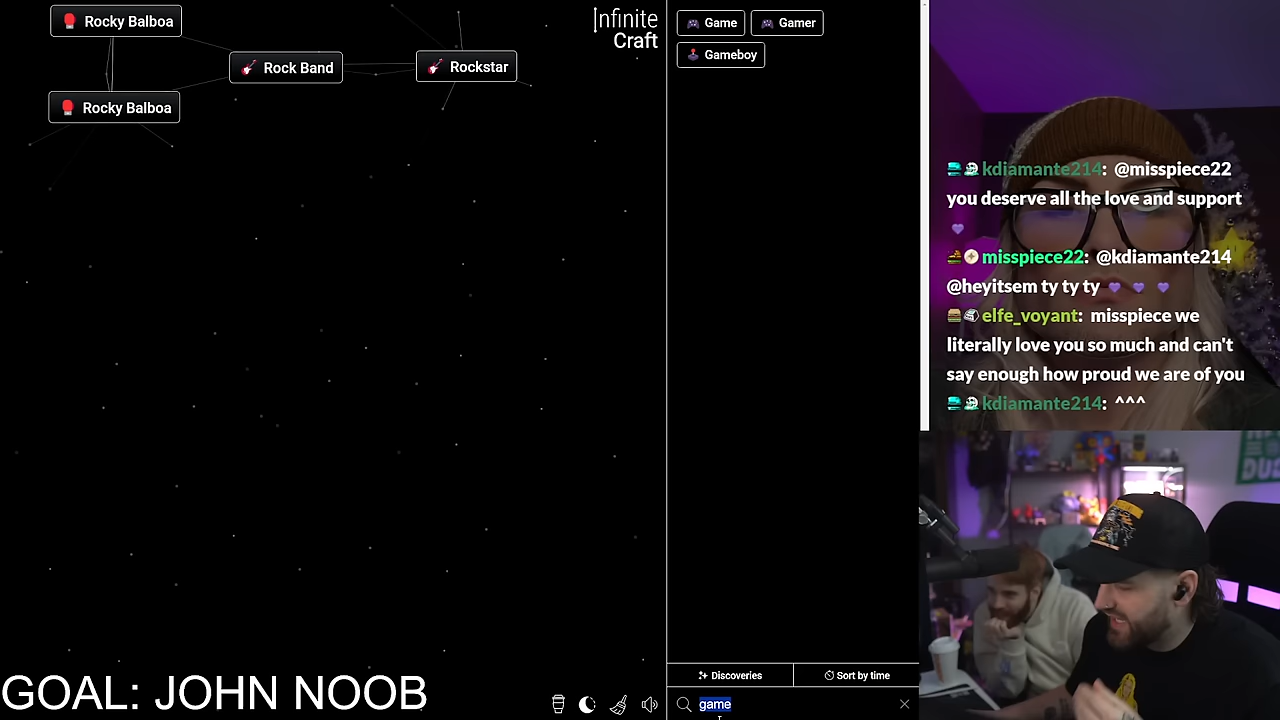 🥊 Rocky Balboa
🎸 Rock Band
🎸 Rockstar
🥊 Rocky Balboa
Infinite
Craft
🎮 Game
🎮 Gamer
🕹️ Gameboy
kdiamante214: @misspiece22
you deserve all the love and support
💜
misspiece22: @kdiamante214
@heyitsem ty ty ty 💜 💜 💜
elfe_voyant: misspiece we
literally love you so much and can't
say enough how proud we are of you
kdiamante214: ^^^
GOAL: JOHN NOOB
Discoveries
Sort by time
game